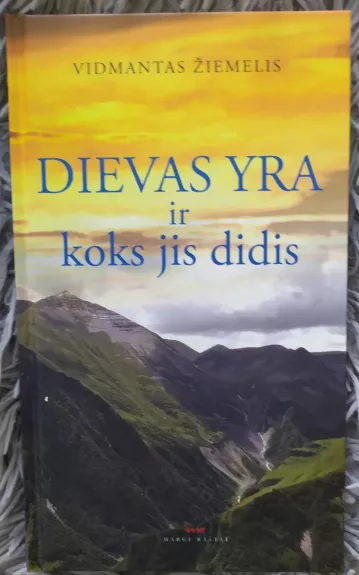 VIDMANTAS ŽIEMELIS
DIEVAS YRA
ir
koks jis didis
MARGI RAŠTAI